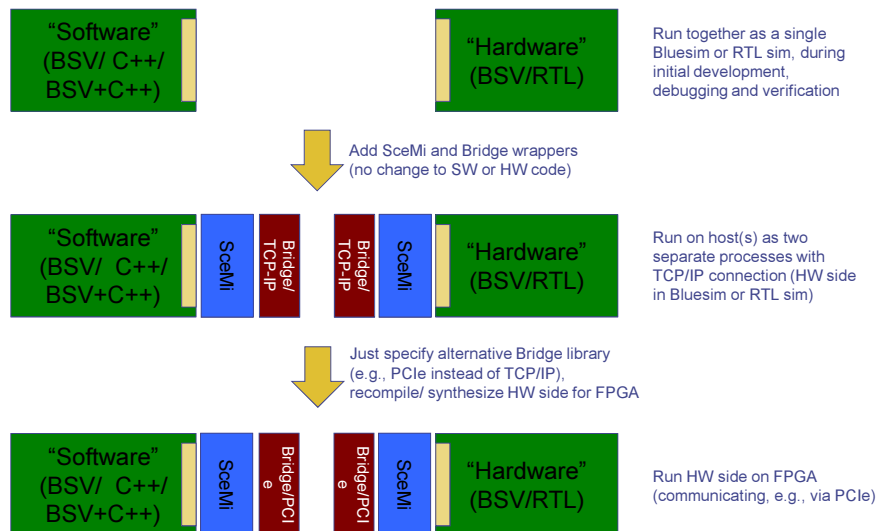 “Software”
(BSV/ C++/
BSV+C++)
“Hardware”
(BSV/RTL)
Run together as a single
Bluesim or RTL sim, during
initial development,
debugging and verification
Add SceMi and Bridge wrappers
(no change to SW or HW code)
“Software”
(BSV/ C++/
BSV+C++)
SceMi
Bridge/
TCP-IP
Bridge/
TCP-IP
SceMi
“Hardware”
(BSV/RTL)
Run on host(s) as two
separate processes with
TCP/IP connection (HW side
in Bluesim or RTL sim)
Just specify alternative Bridge library
(e.g., PCIe instead of TCP/IP),
recompile/ synthesize HW side for FPGA
“Software”
(BSV/ C++/
BSV+C++)
SceMi
Bridge/PCI
e
Bridge/PCI
e
SceMi
“Hardware”
(BSV/RTL)
Run HW side on FPGA
(communicating, e.g., via PCIe)